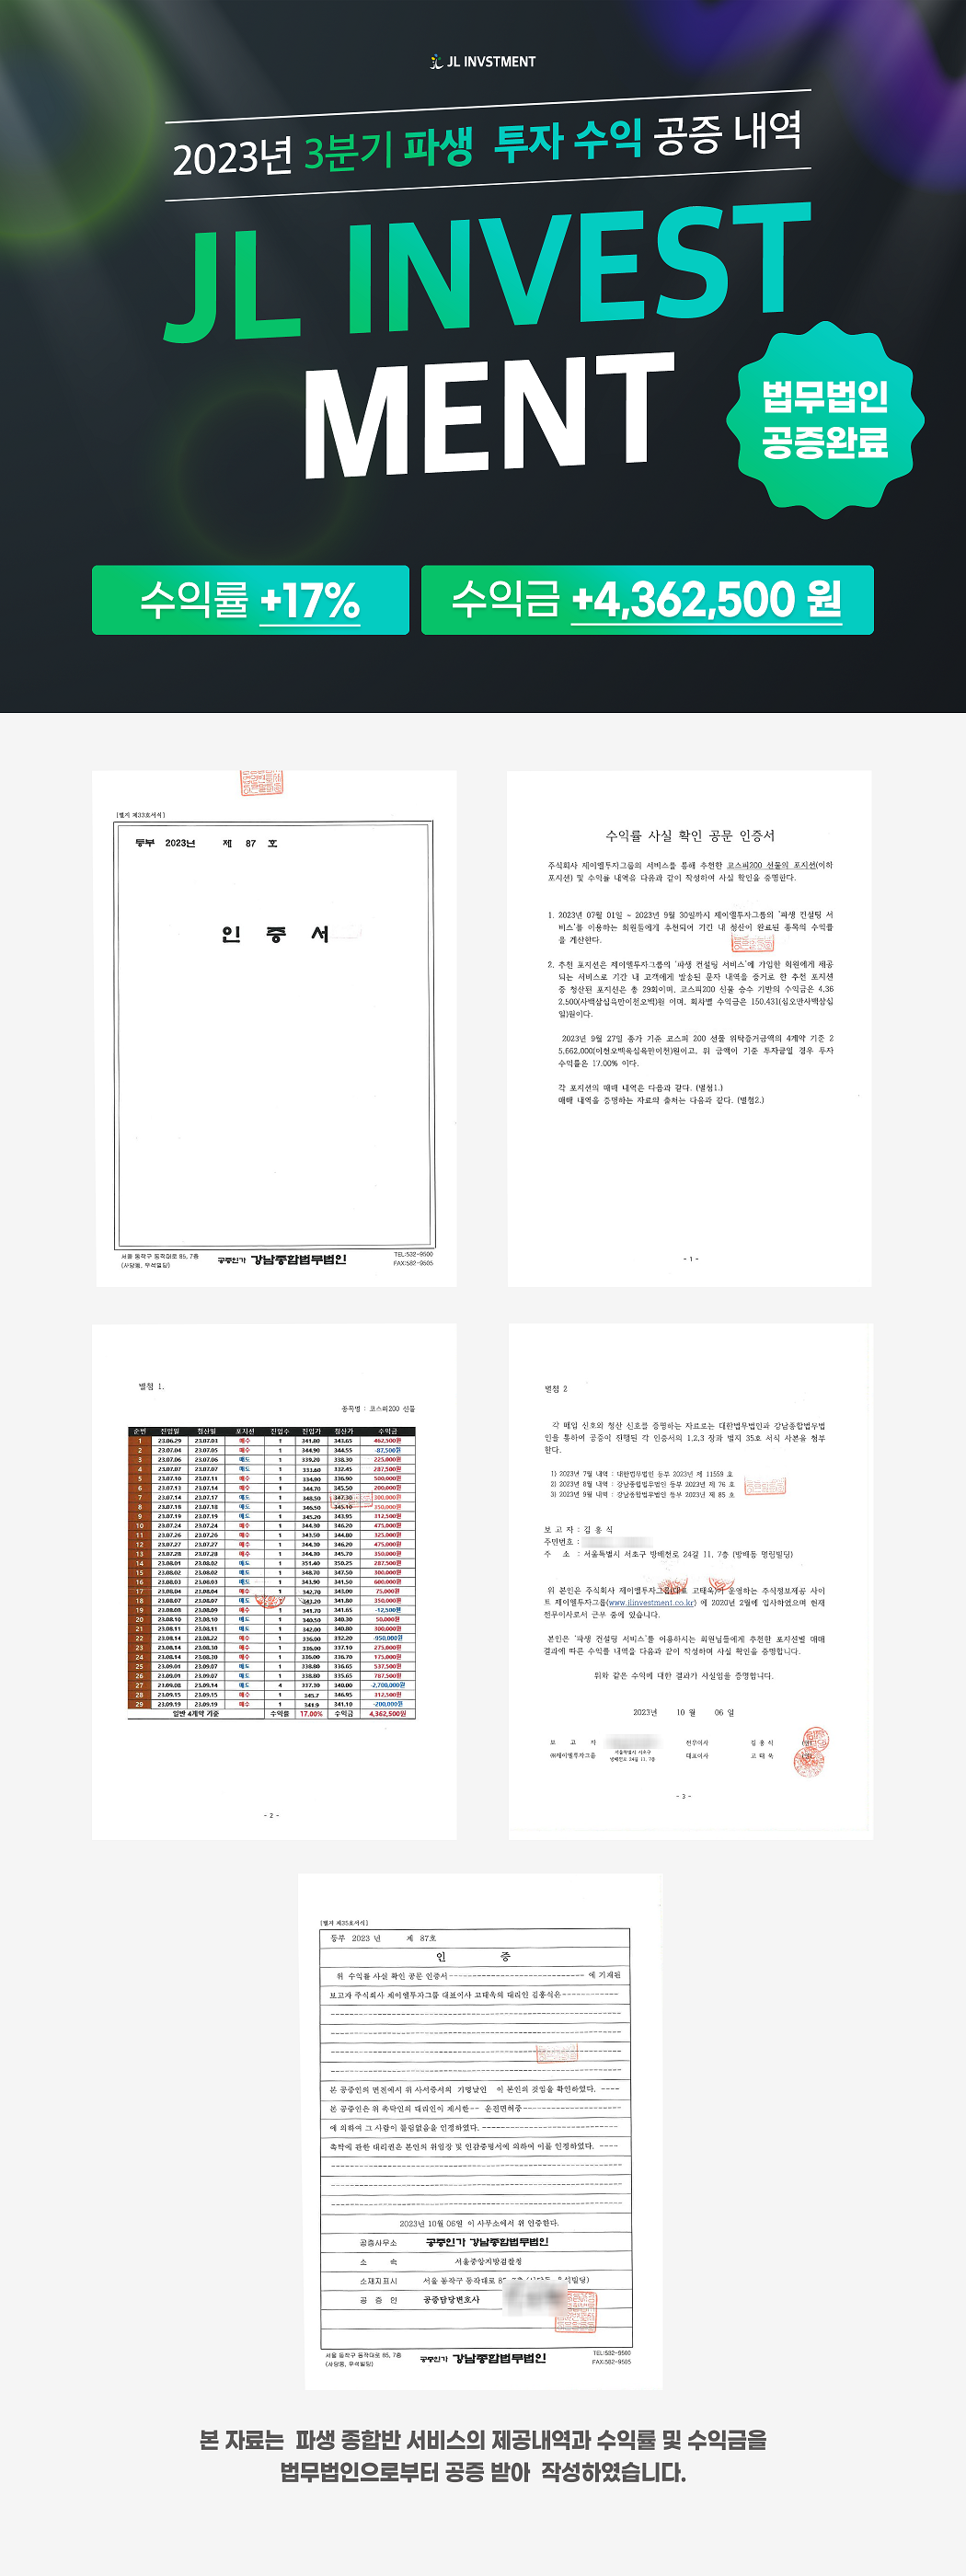 JL INVSTMENT
2023년 3분기 파생 투자 수익 공증 내역
JL INVEST
MENT
법무법인
공증완료
수익률 +17%
수익금 +4,362,500 원
[별지 제33호서식]
등부 2023년 제 87 호
인 증 서
서울 동작구 동작대로 85, 7층
(사당동, 우석빌딩)
공증인가 강남종합법무법인
TEL:532-9500
FAX:582-9505
수익률 사실 확인 공문 인증서
주식회사 제이엘투자그룹의 서비스를 통해 추천한 코스피200 선물의 포지션(이하
포지션) 및 수익률 내역을 다음과 같이 작성하여 사실 확인을 증명한다.
1. 2023년 07월 01일 ~ 2023년 9월 30일까지 제이엘투자그룹의 '파생 컨설팅 서
비스'를 이용하는 회원들에게 추천되어 기간 내 청산이 완료된 종목의 수익률
을 계산한다.
2. 추천 포지션은 제이엘투자그룹의 '파생 컨설팅 서비스'에 가입한 회원에게 제공
되는 서비스로 기간 내 고객에게 발송된 문자 내역을 증거로 한 추천 포지션
중 청산된 포지션은 총 29회이며, 코스피200 선물 승수 기반의 수익금은 4,36
2,500(사백삼십육만이천오백)원 이며, 회차별 수익금은 150,431(십오만사백삼십
일)원이다.
2023년 9월 27일 종가 기준 코스피 200 선물 위탁증거금액의 4계약 기준 2
5,662,000(이천오백육십육만이천)원이고, 위 금액이 기준 투자금일 경우 투자
수익률은 17.00% 이다.
각 포지션의 매매 내역은 다음과 같다. (별첨1.)
매매 내역을 증명하는 자료의 출처는 다음과 같다. (별첨2.)
- 1 -
별첨 1.
종목명 : 코스피200 선물
순번 진입일 청산일 포지션 진입수 진입가 청산가 수익금
1 23.06.29 23.07.03 매수 1 341.80 343.65 462,500원
2 23.07.04 23.07.05 매수 1 344.90 344.55 -87,500원
3 23.07.06 23.07.06 매도 1 339.20 338.30 225,000원
4 23.07.07 23.07.07 매도 1 333.60 332.45 287,500원
5 23.07.10 23.07.11 매수 1 334.90 336.90 500,000원
6 23.07.13 23.07.14 매수 1 344.70 345.50 200,000원
7 23.07.14 23.07.17 매도 1 348.50 347.30 300,000원
8 23.07.18 23.07.18 매도 1 346.50 345.10 350,000원
9 23.07.19 23.07.19 매도 1 345.20 343.95 312,500원
10 23.07.24 23.07.24 매수 1 344.30 346.20 475,000원
11 23.07.26 23.07.26 매수 1 343.50 344.80 325,000원
12 23.07.27 23.07.27 매수 1 344.30 346.20 475,000원
13 23.07.28 23.07.28 매수 1 344.30 345.70 350,000원
14 23.08.01 23.08.02 매도 1 351.40 350.25 287,500원
15 23.08.02 23.08.02 매도 1 348.70 347.50 300,000원
16 23.08.03 23.08.03 매도 1 343.90 341.50 600,000원
17 23.08.04 23.08.04 매수 1 342.70 343.00 75,000원
18 23.08.07 23.08.07 매도 1 343.20 341.80 350,000원
19 23.08.08 23.08.09 매수 1 341.70 341.65 -12,500원
20 23.08.10 23.08.10 매도 1 340.50 340.30 50,000원
21 23.08.11 23.08.11 매도 1 342.00 340.80 300,000원
22 23.08.14 23.08.22 매수 1 336.00 332.20 -950,000원
23 23.08.14 23.08.30 매수 1 336.00 337.10 275,000원
24 23.08.14 23.08.30 매수 1 336.00 336.70 175,000원
25 23.09.01 23.09.07 매도 1 338.80 336.65 537,500원
26 23.09.01 23.09.07 매도 1 338.80 335.65 787,500원
27 23.09.08 23.09.14 매도 4 337.30 340.00 -2,700,000원
28 23.09.15 23.09.15 매수 1 345.7 346.95 312,500원
29 23.09.19 23.09.19 매수 1 341.9 341.10 -200,000원
일반 4계약 기준 수익률 17.00% 수익금 4,362,500원
- 2 -
별첨 2
각 매입 신호와 청산 신호를 증명하는 자료로는 대한법무법인과 강남종합법무법
인을 통하여 공증이 진행된 각 인증서의 1,2,3 장과 별지 35호 서식 사본을 첨부
한다.
1) 2023년 7월 내역 : 대한법무법인 등부 2023년 제 11559 호
2) 2023년 8월 내역 : 강남종합법무법인 등부 2023년 제 76 호
3) 2023년 9월 내역 : 강남종합법무법인 등부 2023년 제 85 호
보 고 자 : 김 홍 식
주민번호 :
주 소 : 서울특별시 서초구 방배천로 24길 11, 7층 (방배동 명림빌딩)
위 본인은 주식회사 제이엘투자그룹(대표 고태욱)가 운영하는 주식정보제공 사이
트 제이엘투자그룹(www.jlinvestment.co.kr) 에 2020년 2월에 입사하였으며 현재
전무이사로서 근무 중에 있습니다.
본인은 '파생 컨설팅 서비스'를 이용하시는 회원님들에게 추천한 포지션별 매매
결과에 따른 수익률 내역을 다음과 같이 작성하며 사실 확인을 증명합니다.
위와 같은 수익에 대한 결과가 사실임을 증명합니다.
2023년 10 월 06 일
보 고 자 전무이사 김 홍 식
㈜제이엘투자그룹 서울특별시 서초구 방배천로 24길 11, 7층 대표이사 고 태 욱
- 3 -
[별지 제35호서식]
등부 2023 년 제 87호
인 증
위 수익률 사실 확인 공문 인증서 에 기재된
보고자 주식회사 제이엘투자그룹 대표이사 고태욱의 대리인 김홍식은
본 공증인의 면전에서 위 사서증서의 기명날인 이 본인의 것임을 확인하였다.
본 공증인은 위 촉탁인의 대리인이 제시한 운전면허증
에 의하여 그 사람이 틀림없음을 인정하였다.
촉탁에 관한 대리권은 본인의 위임장 및 인감증명서에 의하여 이를 인정하였다.
2023년 10월 06일 이 사무소에서 위 인증한다.
공증사무소 공증인가 강남종합법무법인
소 속 서울중앙지방검찰청
소재지표시 서울 동작구 동작대로 85, 7층 (사당동, 우석빌딩)
공 증 인 공증담당변호사
서울 동작구 동작대로 85, 7층
(사당동, 우석빌딩)
공증인가 강남종합법무법인
TEL:582-9500
FAX:582-9505
본 자료는 파생 종합반 서비스의 제공내역과 수익률 및 수익금을
법무법인으로부터 공증 받아 작성하였습니다.